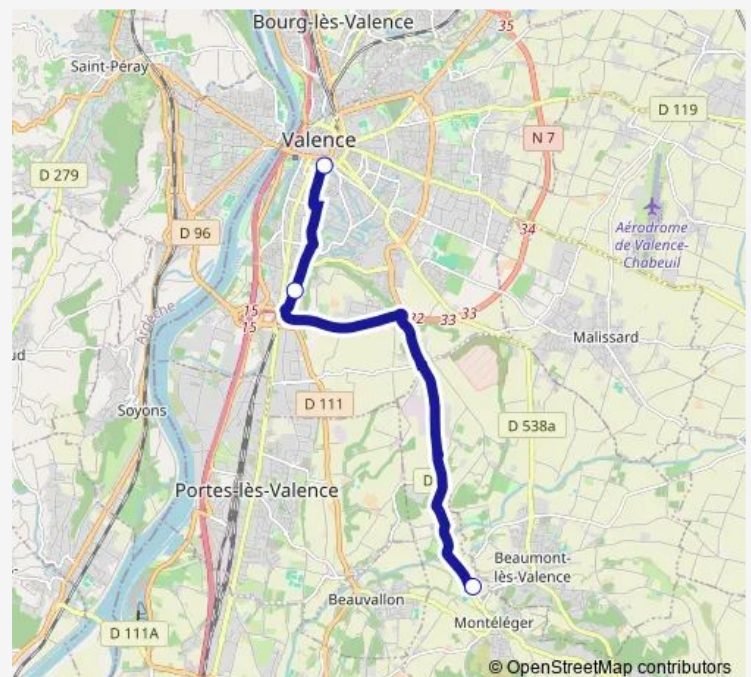 Bourg-lès-Valence
35
Saint-Péray
D 119
Valence
N 7
D 279
Aérodrome
de Valence-
Chabeuil
D 96
34
Ardèche
15
15
32
33
33
Malissard
Soyons
D 111
D 538a
Portes-lès-Valence
D
Beaumont-
lès-Valence
Beauvallon
Montéléger
D 111A
© OpenStreetMap contributors